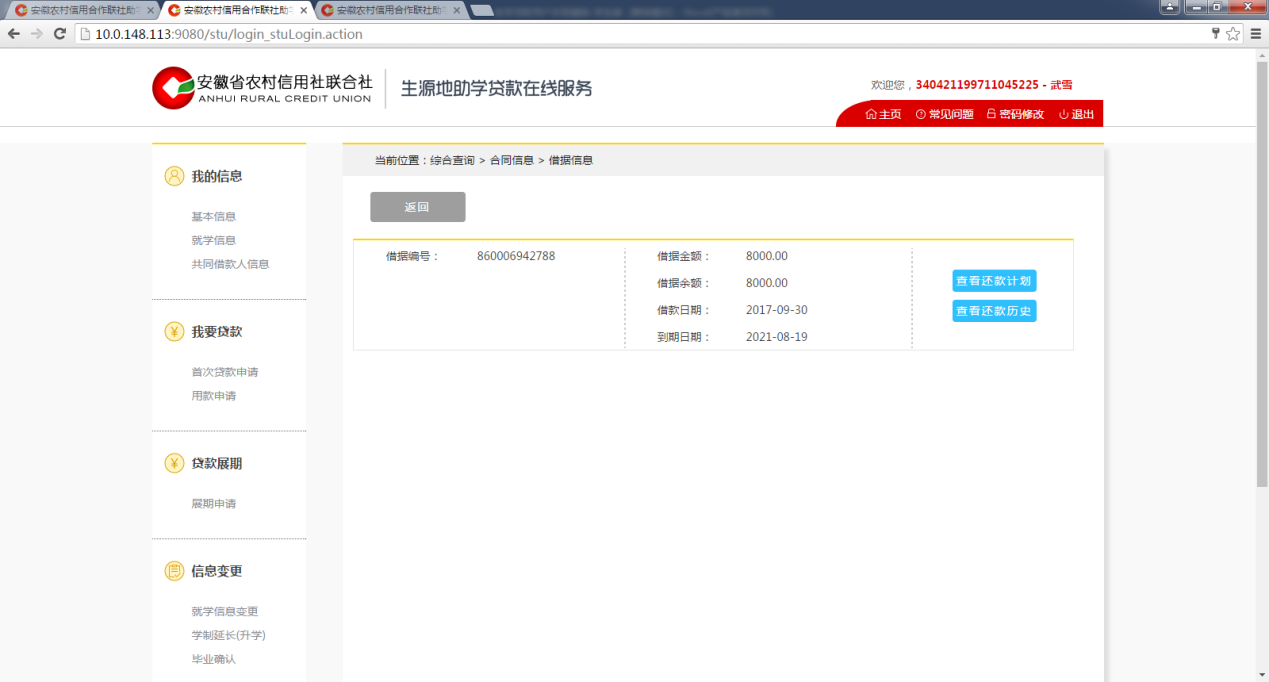 安徽农村信用合作联社助学
安徽农村信用合作联社助学
安徽农村信用合作联社助学
10.0.148.113:9080/stu/login_stuLogin.action
安徽省农村信用社联合社
ANHUI RURAL CREDIT UNION
生源地助学贷款在线服务
欢迎您，340421199711045225 - 武雪
主页 常见问题 密码修改 退出
我的信息
基本信息
就学信息
共同借款人信息
我要贷款
首次贷款申请
用款申请
贷款展期
展期申请
信息变更
就学信息变更
学制延长(升学)
毕业确认
当前位置：综合查询 > 合同信息 > 借据信息
返回
借据编号： 860006942788
借据金额： 8000.00
借据余额： 8000.00
借款日期： 2017-09-30
到期日期： 2021-08-19
查看还款计划
查看还款历史